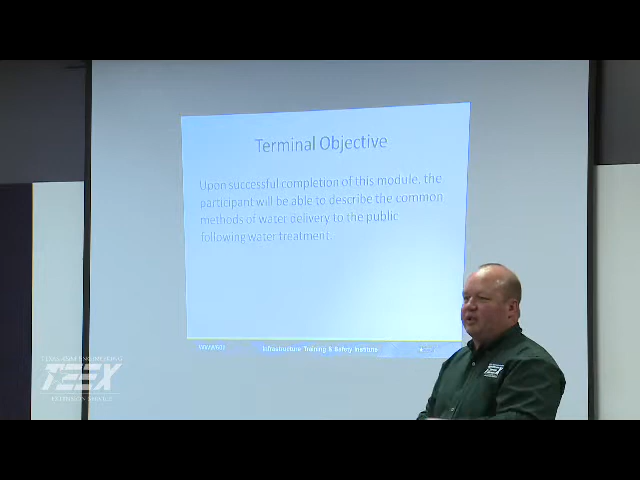 Terminal Objective
Upon successful completion of this module, the
participant will be able to describe the common
methods of water delivery to the public
following water treatment.
Infrastructure Training & Safety Institute
TEEX
TEEX